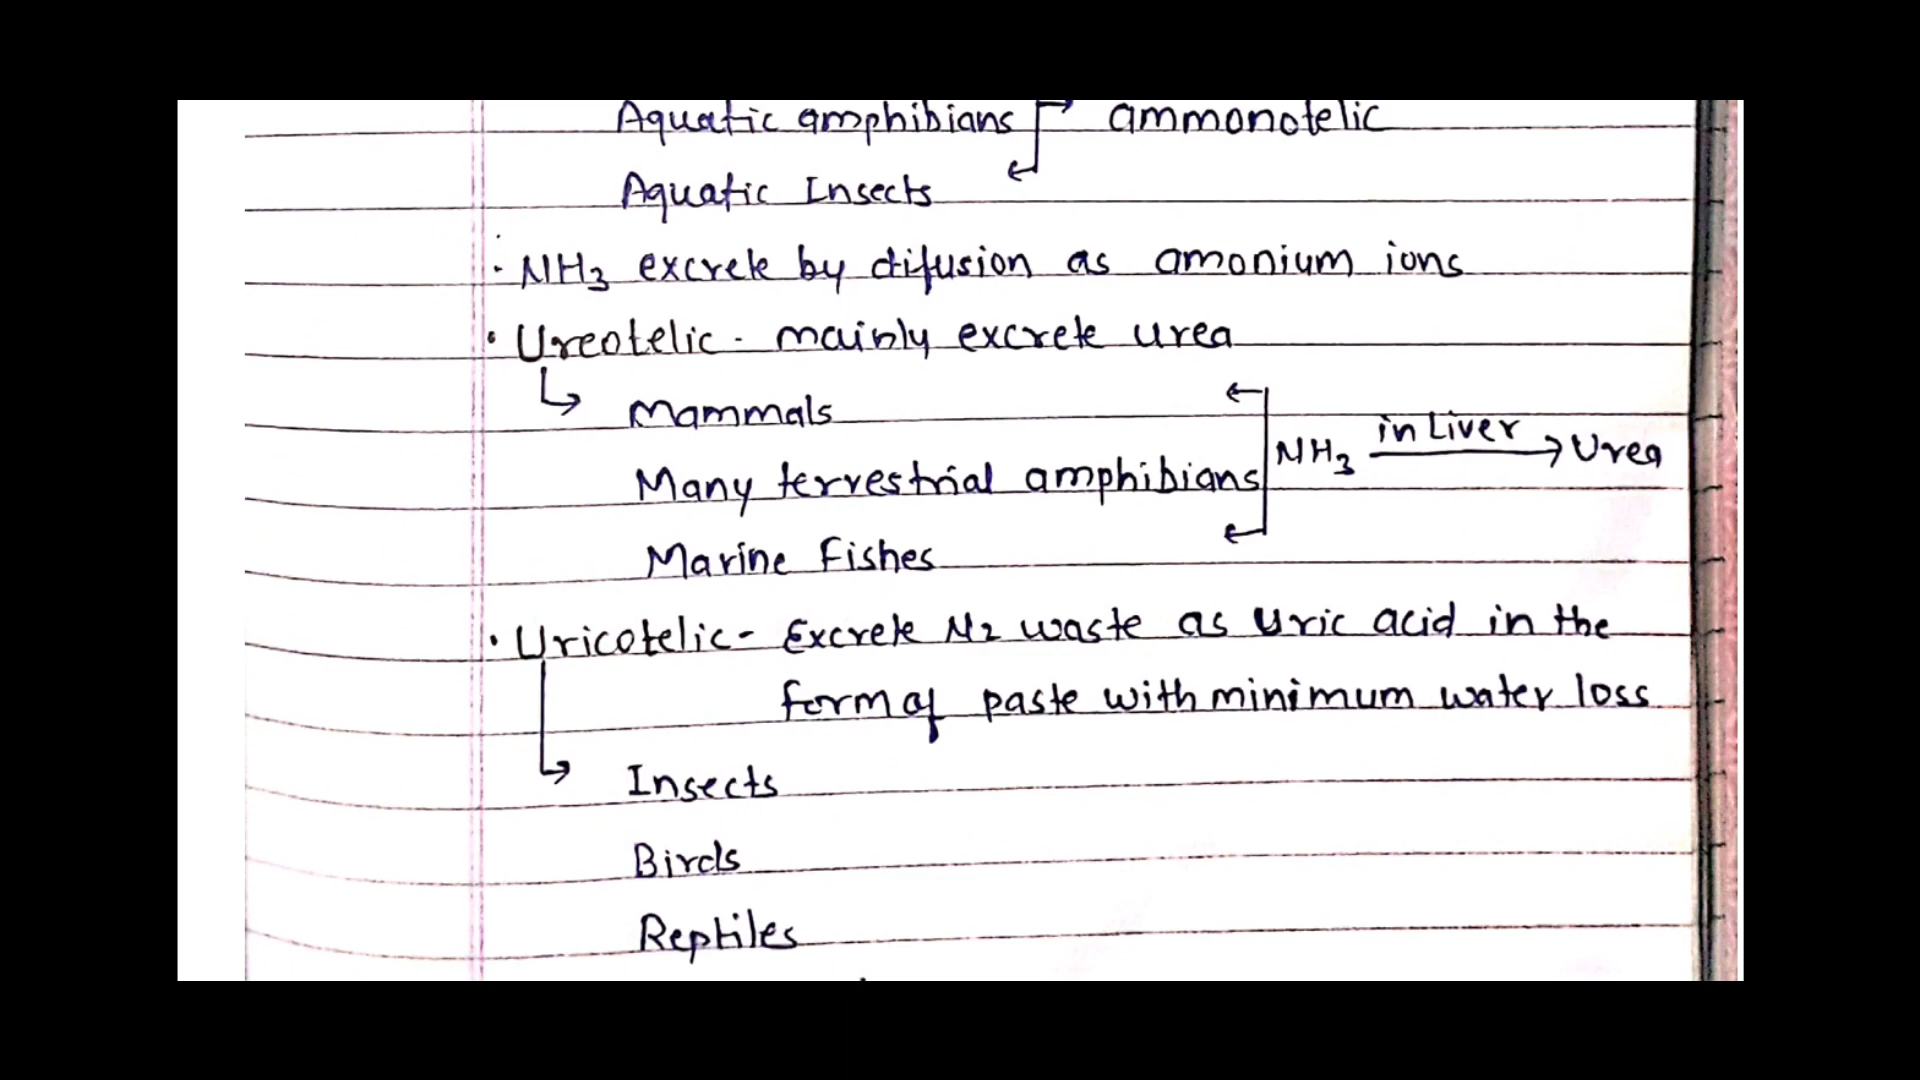 Aquatic amphibians ammonotelic
Aquatic Insects
· NH3 excrete by difusion as amonium ions
· Ureotelic - mainly excrete urea
↳ Mammals
NH3 in Liver → Urea
Many terrestrial amphibians
Marine Fishes
· Uricotelic - Excrete N2 waste as Uric acid in the
form of paste with minimum water loss
↳ Insects
Birds
Reptiles